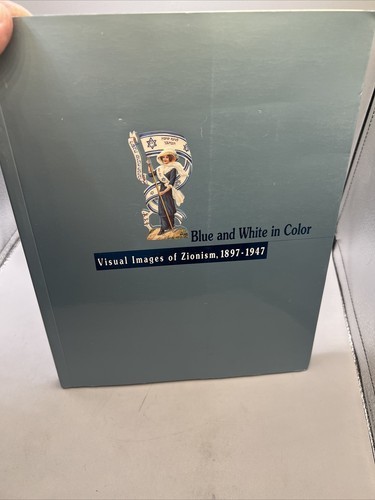 Blue and White in Color
Visual Images of Zionism, 1897-1947